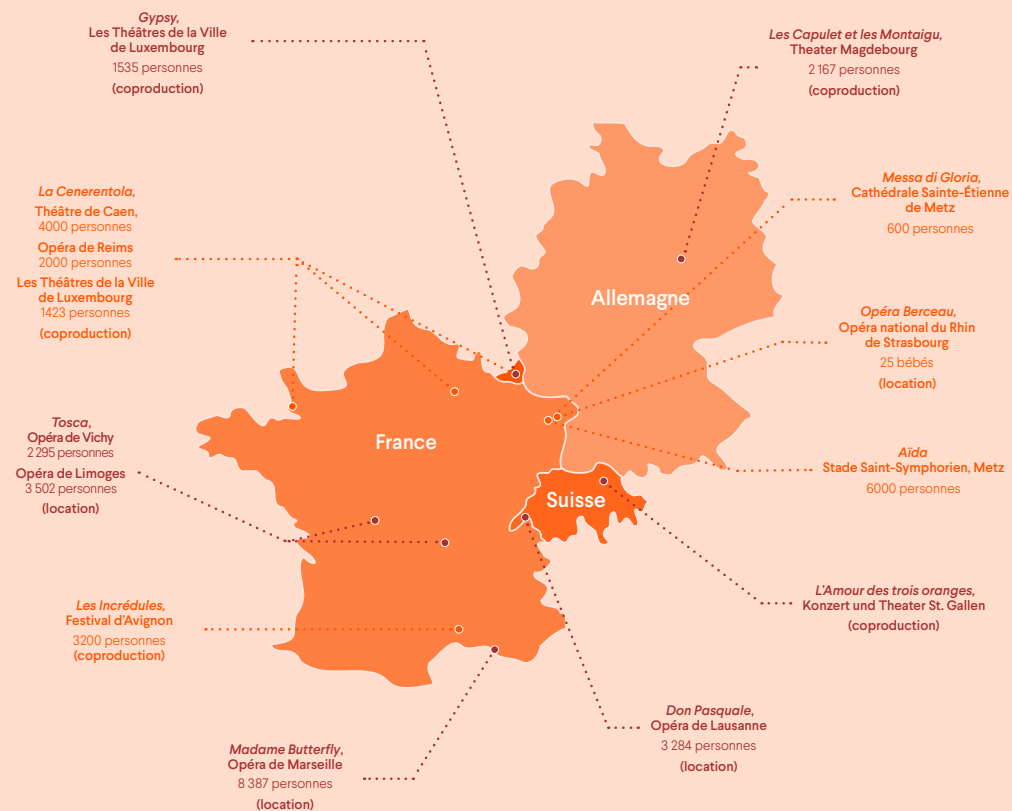 Gypsy,
Les Théâtres de la Ville
de Luxembourg
1535 personnes
(coproduction)
Les Capulet et les Montaigu,
Theater Magdebourg
2 167 personnes
(coproduction)
La Cenerentola,
Théâtre de Caen,
4000 personnes
Opéra de Reims
2000 personnes
Les Théâtres de la Ville
de Luxembourg
1423 personnes
(coproduction)
Messa di Gloria,
Cathédrale Sainte-Étienne
de Metz
600 personnes
Allemagne
Opéra Berceau,
Opéra national du Rhin
de Strasbourg
25 bébés
(location)
Tosca,
Opéra de Vichy
2 295 personnes
Opéra de Limoges
3 502 personnes
(location)
France
Aïda
Stade Saint-Symphorien, Metz
6000 personnes
Suisse
Les Incrédules,
Festival d'Avignon
3200 personnes
(coproduction)
L'Amour des trois oranges,
Konzert und Theater St. Gallen
(coproduction)
Don Pasquale,
Opéra de Lausanne
3 284 personnes
(location)
Madame Butterfly,
Opéra de Marseille
8 387 personnes
(location)